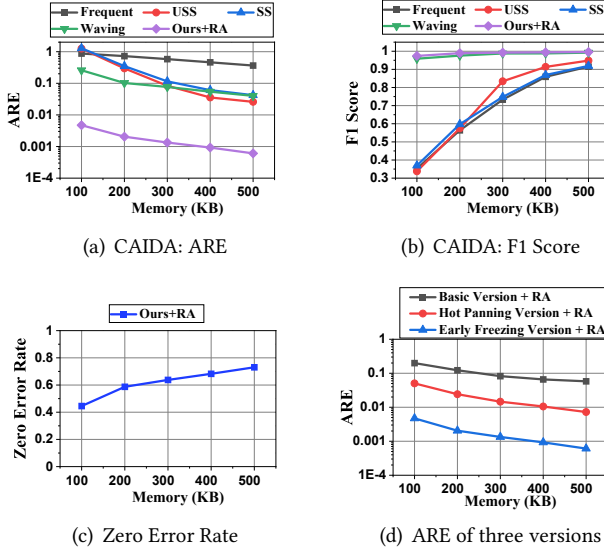 Frequent USS SS
Waving Ours+RA
ARE
1
0.1
0.01
0.001
1E-4
100 200 300 400 500
Memory (KB)
(a) CAIDA: ARE
Frequent USS SS
Waving Ours+RA
F1 Score
1
0.9
0.8
0.7
0.6
0.5
0.4
0.3
100 200 300 400 500
Memory (KB)
(b) CAIDA: F1 Score
Ours+RA
Zero Error Rate
1
0.8
0.6
0.4
0.2
0
100 200 300 400 500
Memory (KB)
(c) Zero Error Rate
Basic Version + RA
Hot Panning Version + RA
Early Freezing Version + RA
ARE
1
0.1
0.01
0.001
1E-4
100 200 300 400 500
Memory (KB)
(d) ARE of three versions